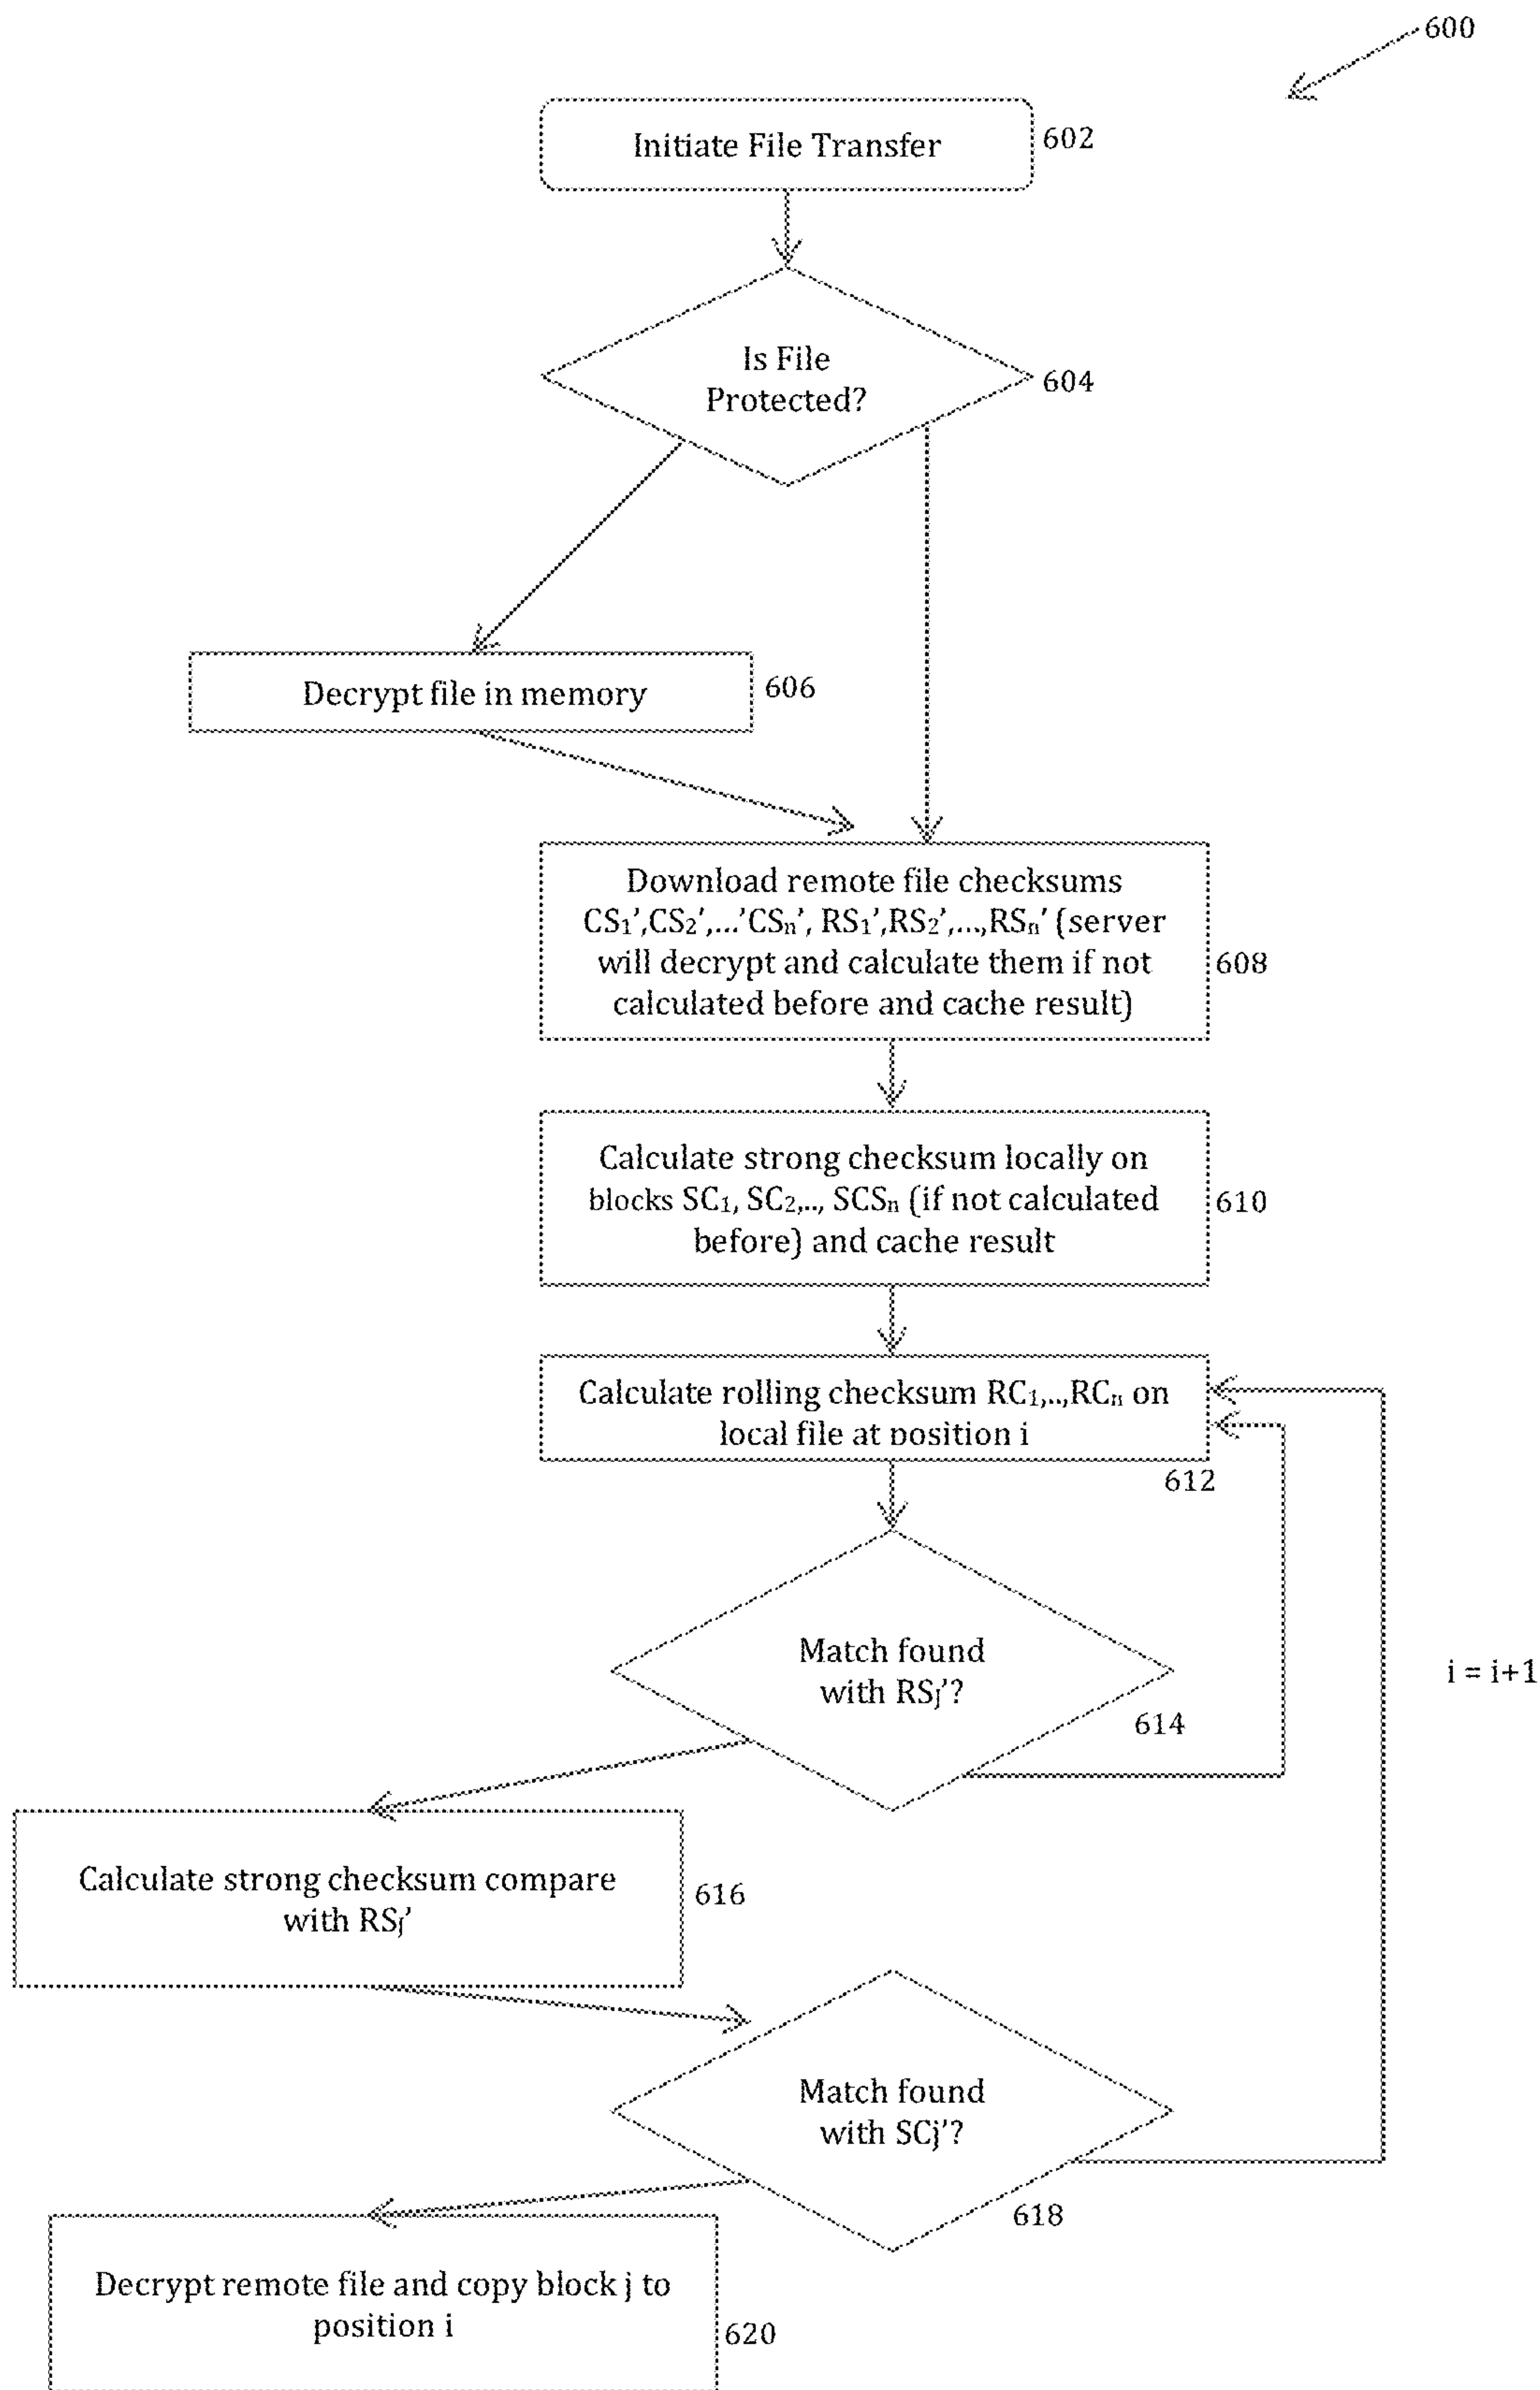 600
Initiate File Transfer
602
Is File
Protected?
604
Decrypt file in memory
606
Download remote file checksums
CS₁’,CS₂’,...’CSₙ’, RS₁’,RS₂’,...,RSₙ’ (server
will decrypt and calculate them if not
calculated before and cache result)
608
Calculate strong checksum locally on
blocks SC₁, SC₂,.., SCSₙ (if not calculated
before) and cache result
610
Calculate rolling checksum RC₁,..,RCₙ on
local file at position i
612
Match found
with RSⱼ’?
614
i = i+1
Calculate strong checksum compare
with RSⱼ’
616
Match found
with SCj’?
618
Decrypt remote file and copy block j to
position i
620